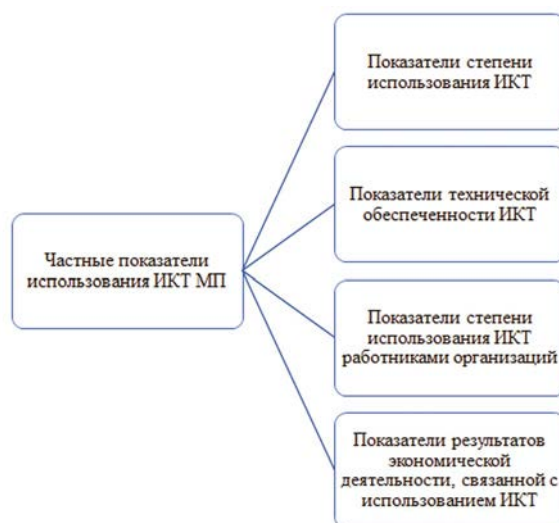 Показатели степени
использования ИКТ
Показатели технической
обеспеченности ИКТ
Частные показатели
использования ИКТ МП
Показатели степени
использования ИКТ
работниками организаций
Показатели результатов
экономической
деятельности, связанной с
использованием ИКТ